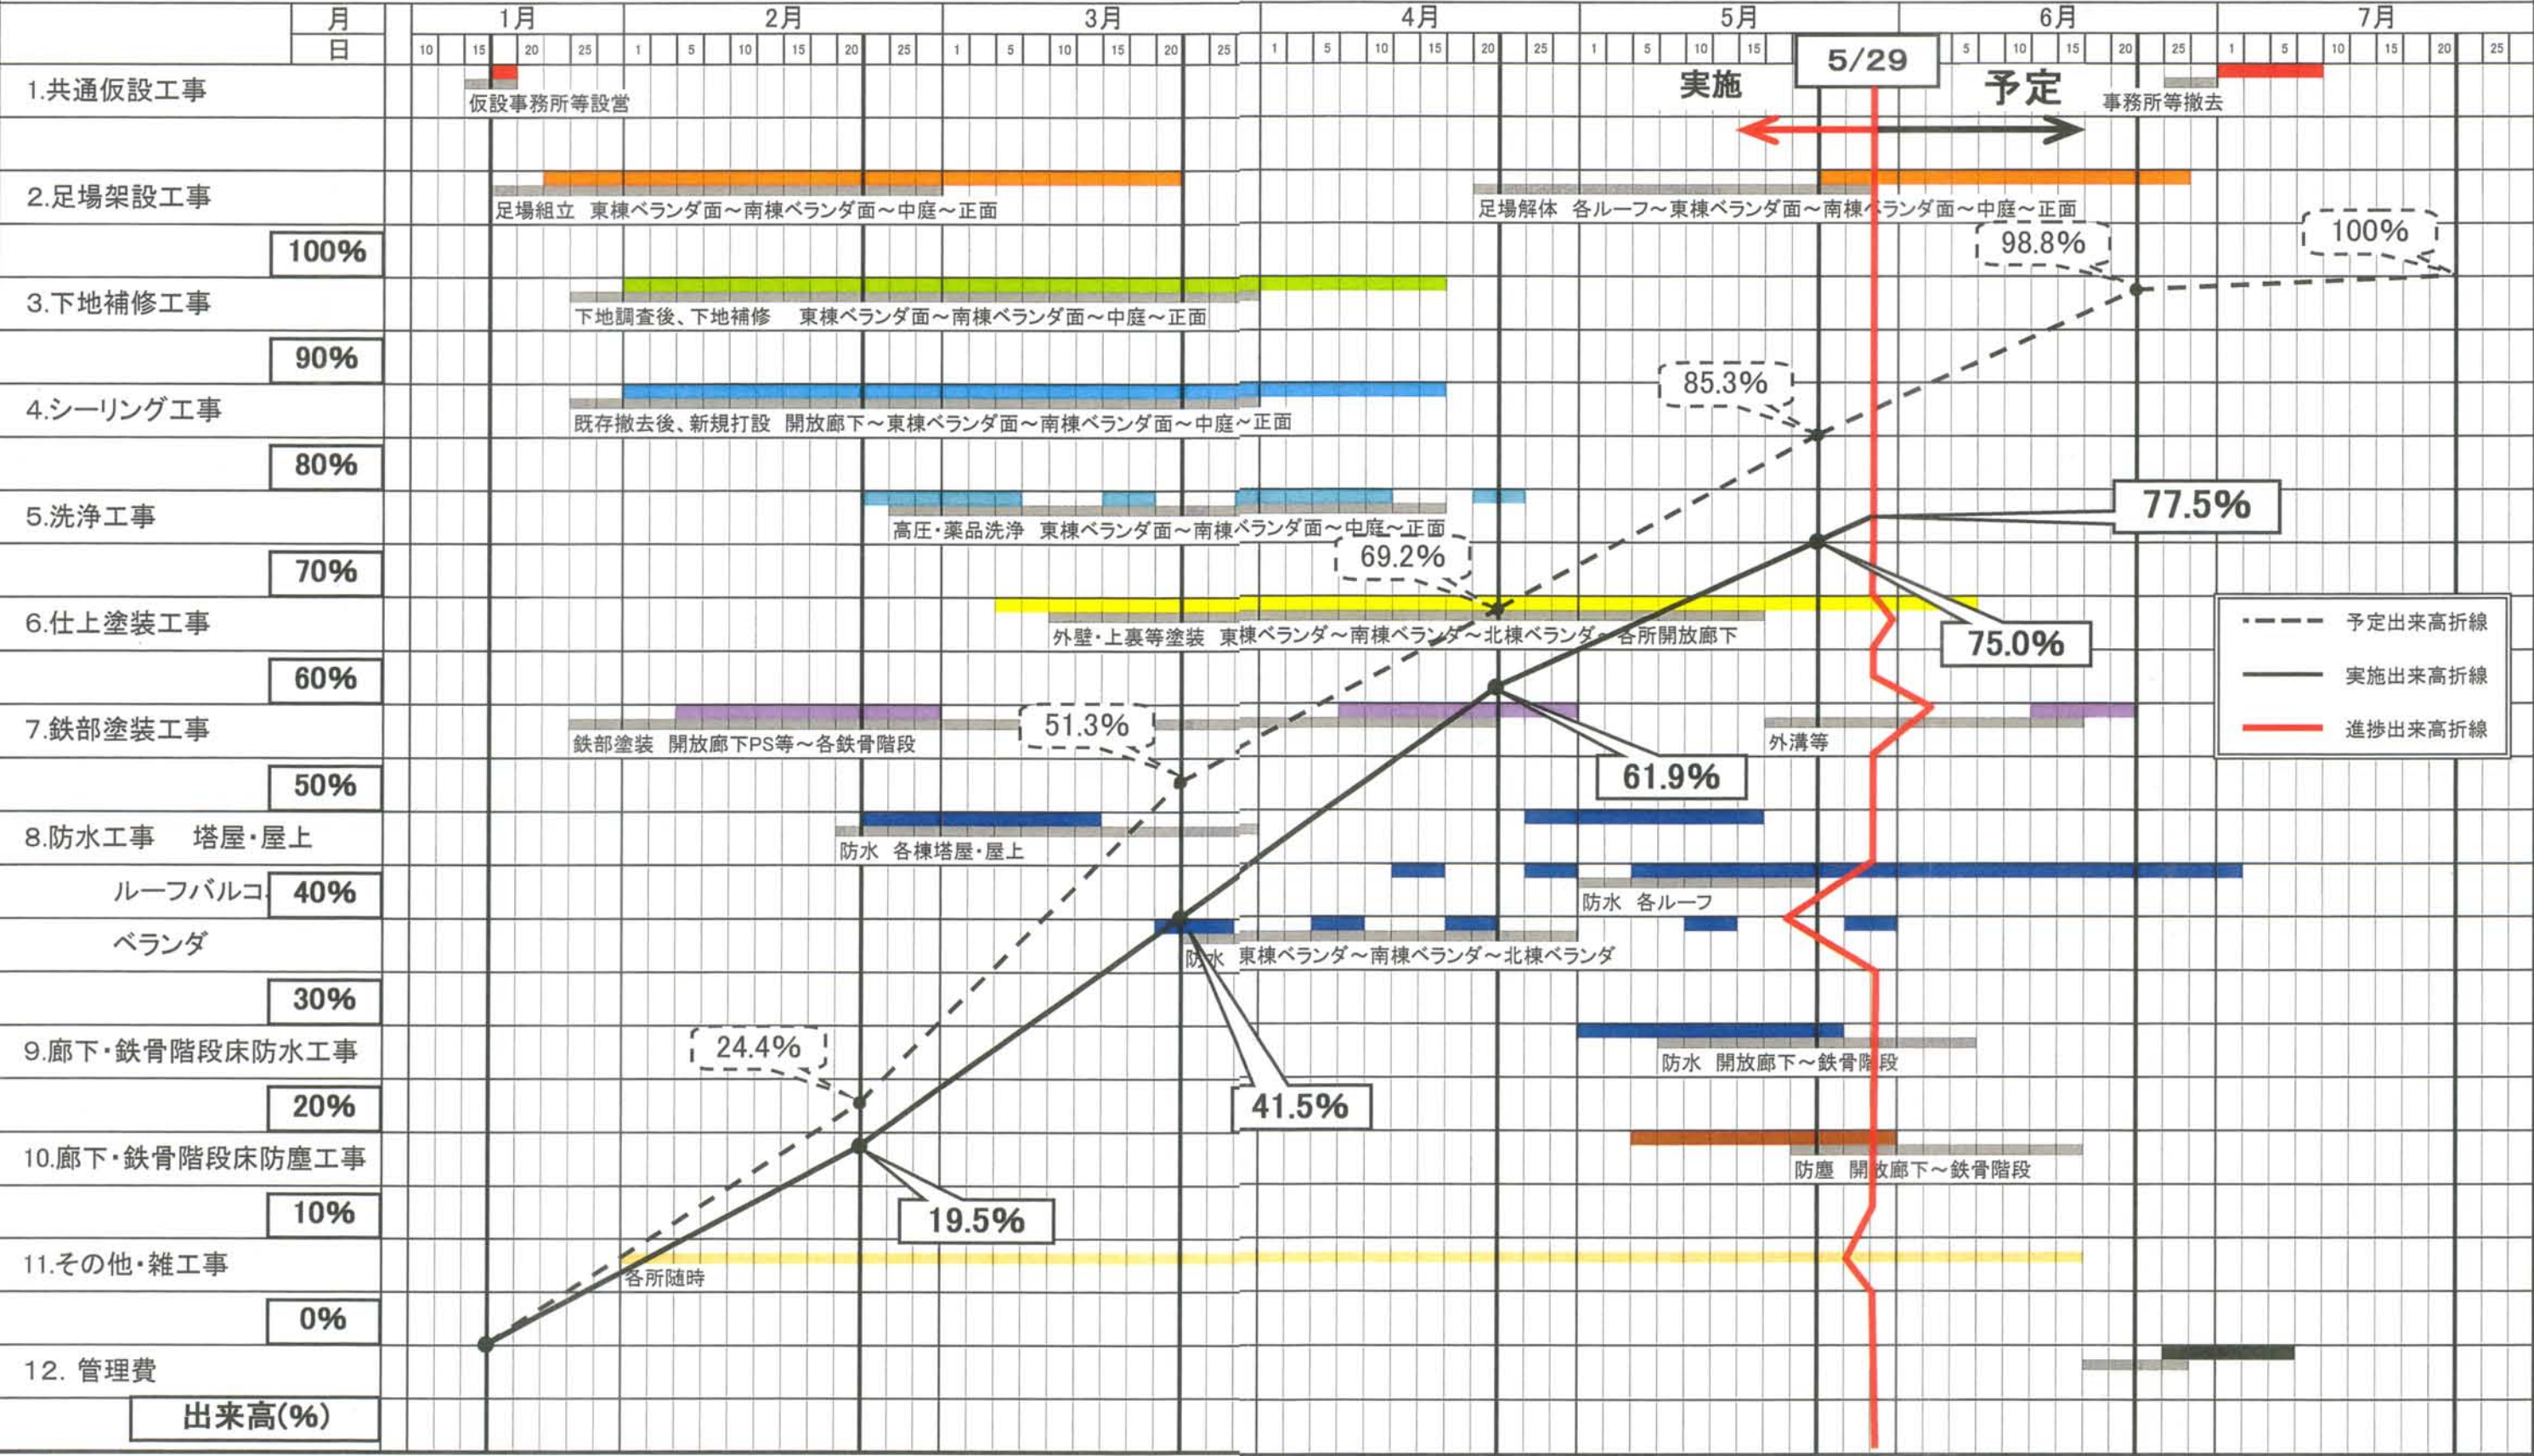 月 1月 2月 3月 4月 5月 6月 7月
日 10 15 20 25 1 5 10 15 20 25 1 5 10 15 20 25 1 5 10 15 20 25 1 5 10 15 5 10 15 20 25 1 5 10 15 20 25
5/29
実施 予定
1.共通仮設工事
仮設事務所等設営
事務所等撤去
2.足場架設工事
足場組立 東棟ベランダ面~南棟ベランダ面~中庭~正面
足場解体 各ルーフ~東棟ベランダ面~南棟ベランダ面~中庭~正面
100%
98.8%
100%
3.下地補修工事
下地調査後、下地補修 東棟ベランダ面~南棟ベランダ面~中庭~正面
90%
85.3%
4.シーリング工事
既存撤去後、新規打設 開放廊下~東棟ベランダ面~南棟ベランダ面~中庭~正面
80%
77.5%
5.洗浄工事
高圧・薬品洗浄 東棟ベランダ面~南棟ベランダ面~中庭~正面
70%
69.2%
6.仕上塗装工事
外壁・上裏等塗装 東棟ベランダ~南棟ベランダ~北棟ベランダ~各所開放廊下
75.0%
予定出来高折線
実施出来高折線
進捗出来高折線
60%
7.鉄部塗装工事
鉄部塗装 開放廊下PS等~各鉄骨階段
51.3%
外溝等
50%
61.9%
8.防水工事 塔屋・屋上
防水 各棟塔屋・屋上
ルーフバルコ
40%
防水 各ルーフ
ベランダ
防水 東棟ベランダ~南棟ベランダ~北棟ベランダ
30%
9.廊下・鉄骨階段床防水工事
24.4%
防水 開放廊下~鉄骨階段
20%
41.5%
10.廊下・鉄骨階段床防塵工事
防塵 開放廊下~鉄骨階段
10%
19.5%
11.その他・雑工事
各所随時
0%
12. 管理費
出来高(%)